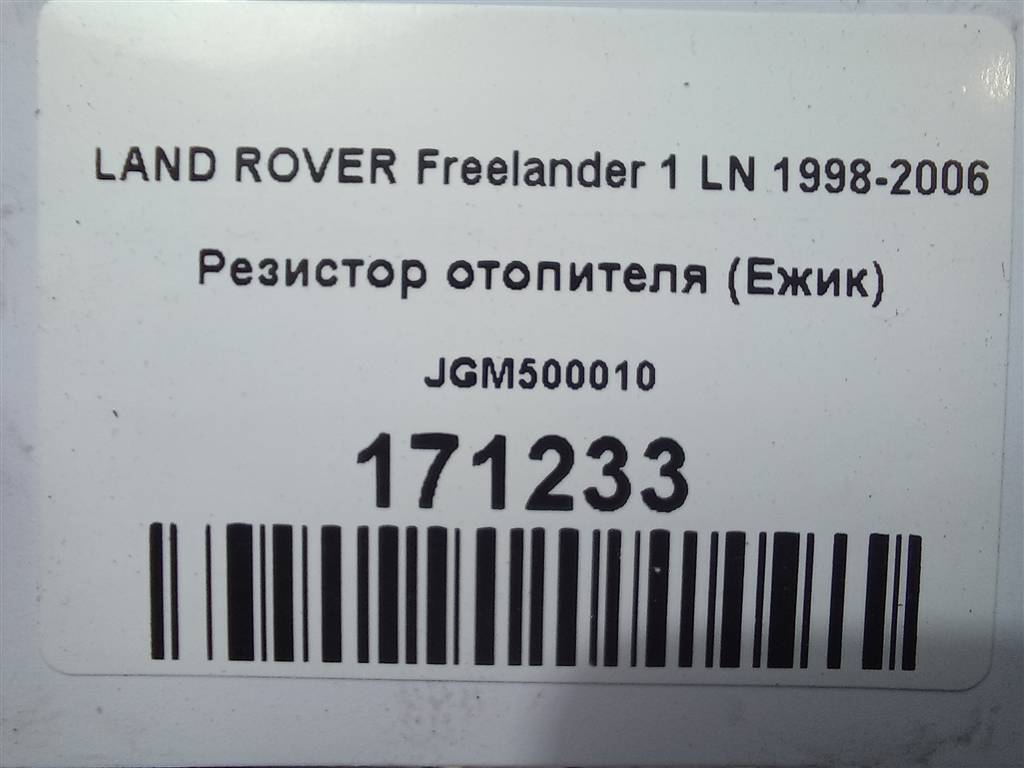 LAND ROVER Freelander 1 LN 1998-2006
Резистор отопителя (Ежик)
JGM500010
171233